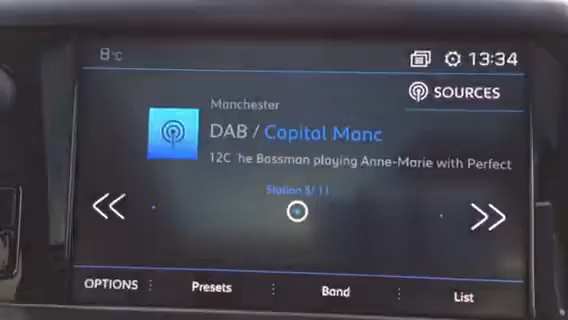 8°C
13:34
SOURCES
Manchester
DAB / Capital Manc
12C he Bassman playing Anne-Marie with Perfect
Station 5/11
OPTIONS
Presets
Band
List